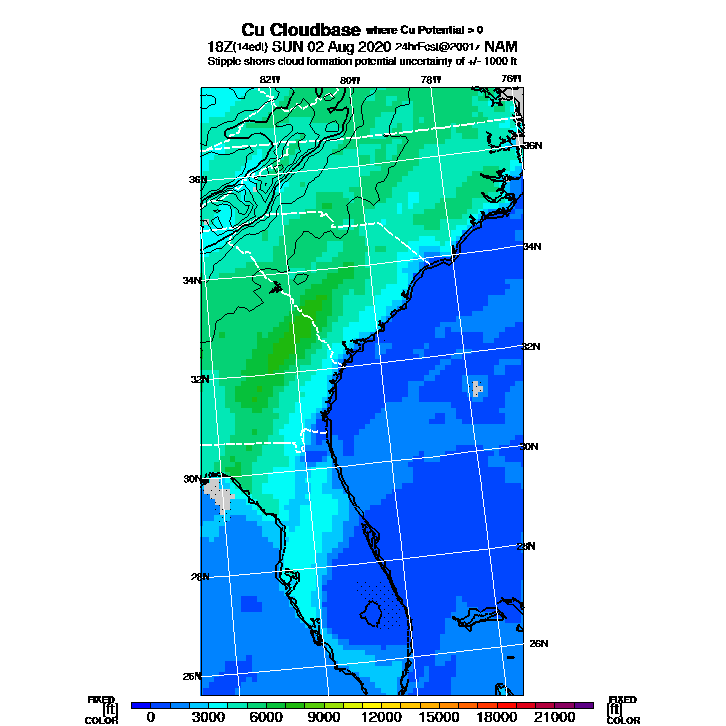 Cu Cloudbase where Cu Potential > 0
18Z(14edt) SUN 02 Aug 2020 24hrFcst@2001z NAM
Stipple shows cloud formation potential uncertainty of +/- 1000 ft
82W 80W 78W 76W
36N
36N
34N
34N
32N
32N
30N
30N
28N
28N
26N
26N
FIXED FIXED
[ft] [ft]
COLOR 0 3000 6000 9000 12000 15000 18000 21000 COLOR